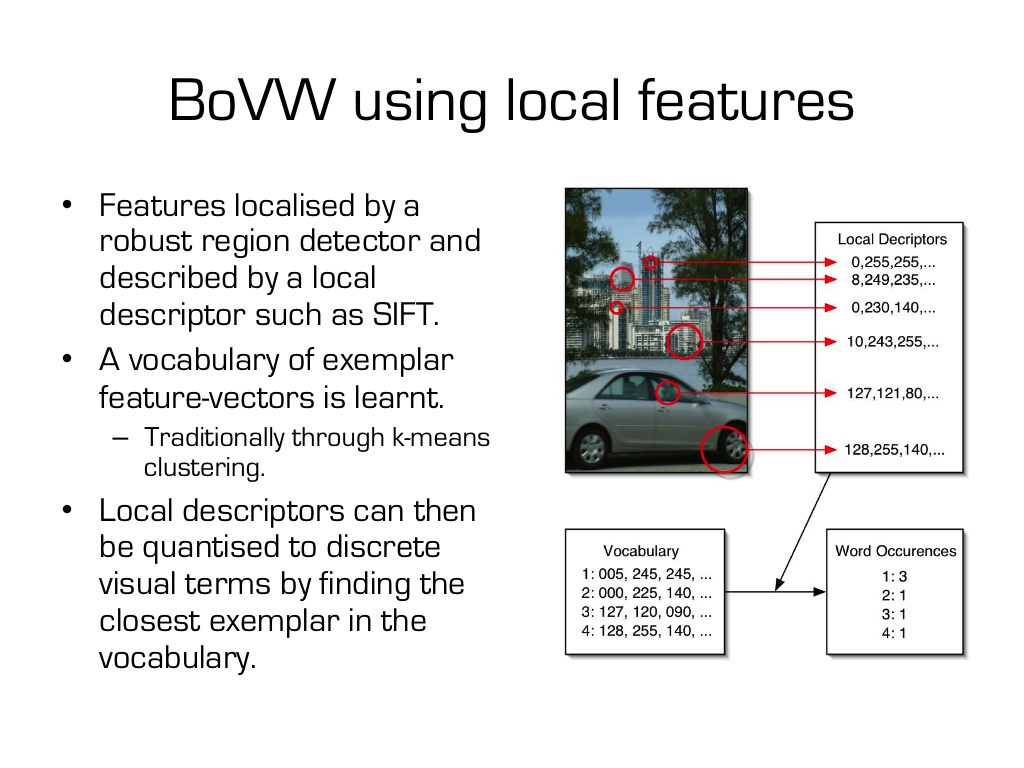 BoVW using local features
• Features localised by a
robust region detector and
described by a local
descriptor such as SIFT.
• A vocabulary of exemplar
feature-vectors is learnt.
– Traditionally through k-means
clustering.
• Local descriptors can then
be quantised to discrete
visual terms by finding the
closest exemplar in the
vocabulary.
Local Decriptors
0,255,255,...
8,249,235,...
0,230,140,...
10,243,255,...
127,121,80,...
128,255,140,...
Vocabulary
1: 005, 245, 245, ...
2: 000, 225, 140, ...
3: 127, 120, 090, ...
4: 128, 255, 140, ...
Word Occurences
1: 3
2: 1
3: 1
4: 1